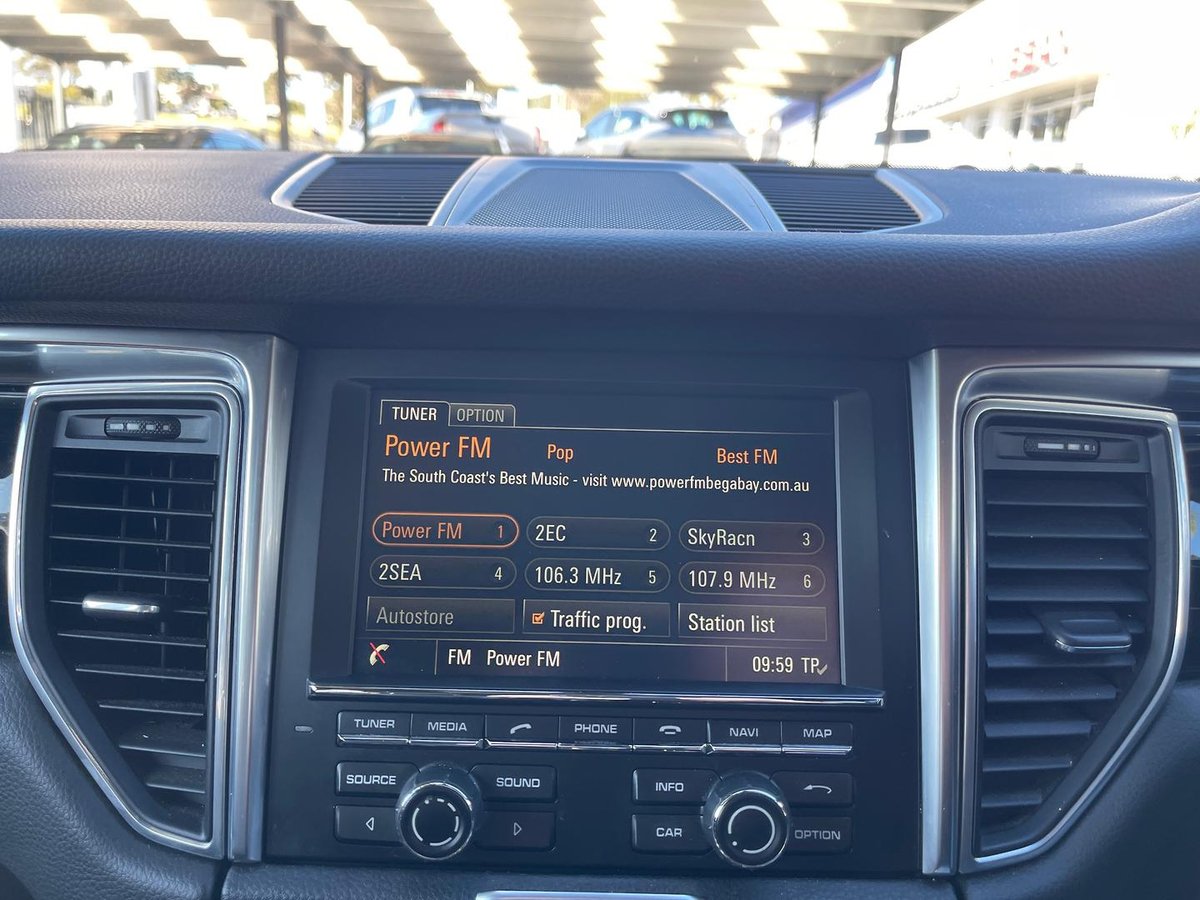 TUNER OPTION
Power FM Pop Best FM
The South Coast's Best Music - visit www.powerfmbegabay.com.au
Power FM 1 2EC 2 SkyRacn 3
2SEA 4 106.3 MHz 5 107.9 MHz 6
Autostore Traffic prog. Station list
FM Power FM 09:59 TP
TUNER MEDIA PHONE NAVI MAP
SOURCE SOUND INFO
CAR OPTION